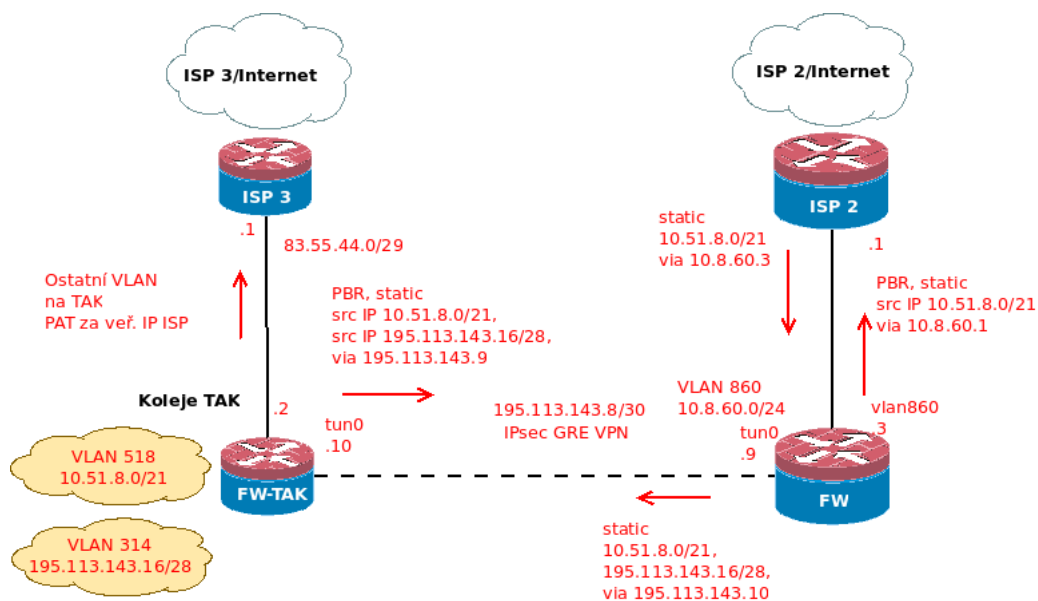 ISP 3/Internet
ISP 2/Internet
ISP 3
ISP 2
.1
83.55.44.0/29
static
10.51.8.0/21
via 10.8.60.3
.1
Ostatní VLAN
na TAK
PAT za veř. IP ISP
PBR, static
src IP 10.51.8.0/21,
src IP 195.113.143.16/28,
via 195.113.143.9
PBR, static
src IP 10.51.8.0/21
via 10.8.60.1
Koleje TAK
.2
tun0
.10
195.113.143.8/30
IPsec GRE VPN
VLAN 860
10.8.60.0/24
tun0
.9
vlan860
.3
VLAN 518
10.51.8.0/21
FW-TAK
FW
VLAN 314
195.113.143.16/28
static
10.51.8.0/21,
195.113.143.16/28,
via 195.113.143.10